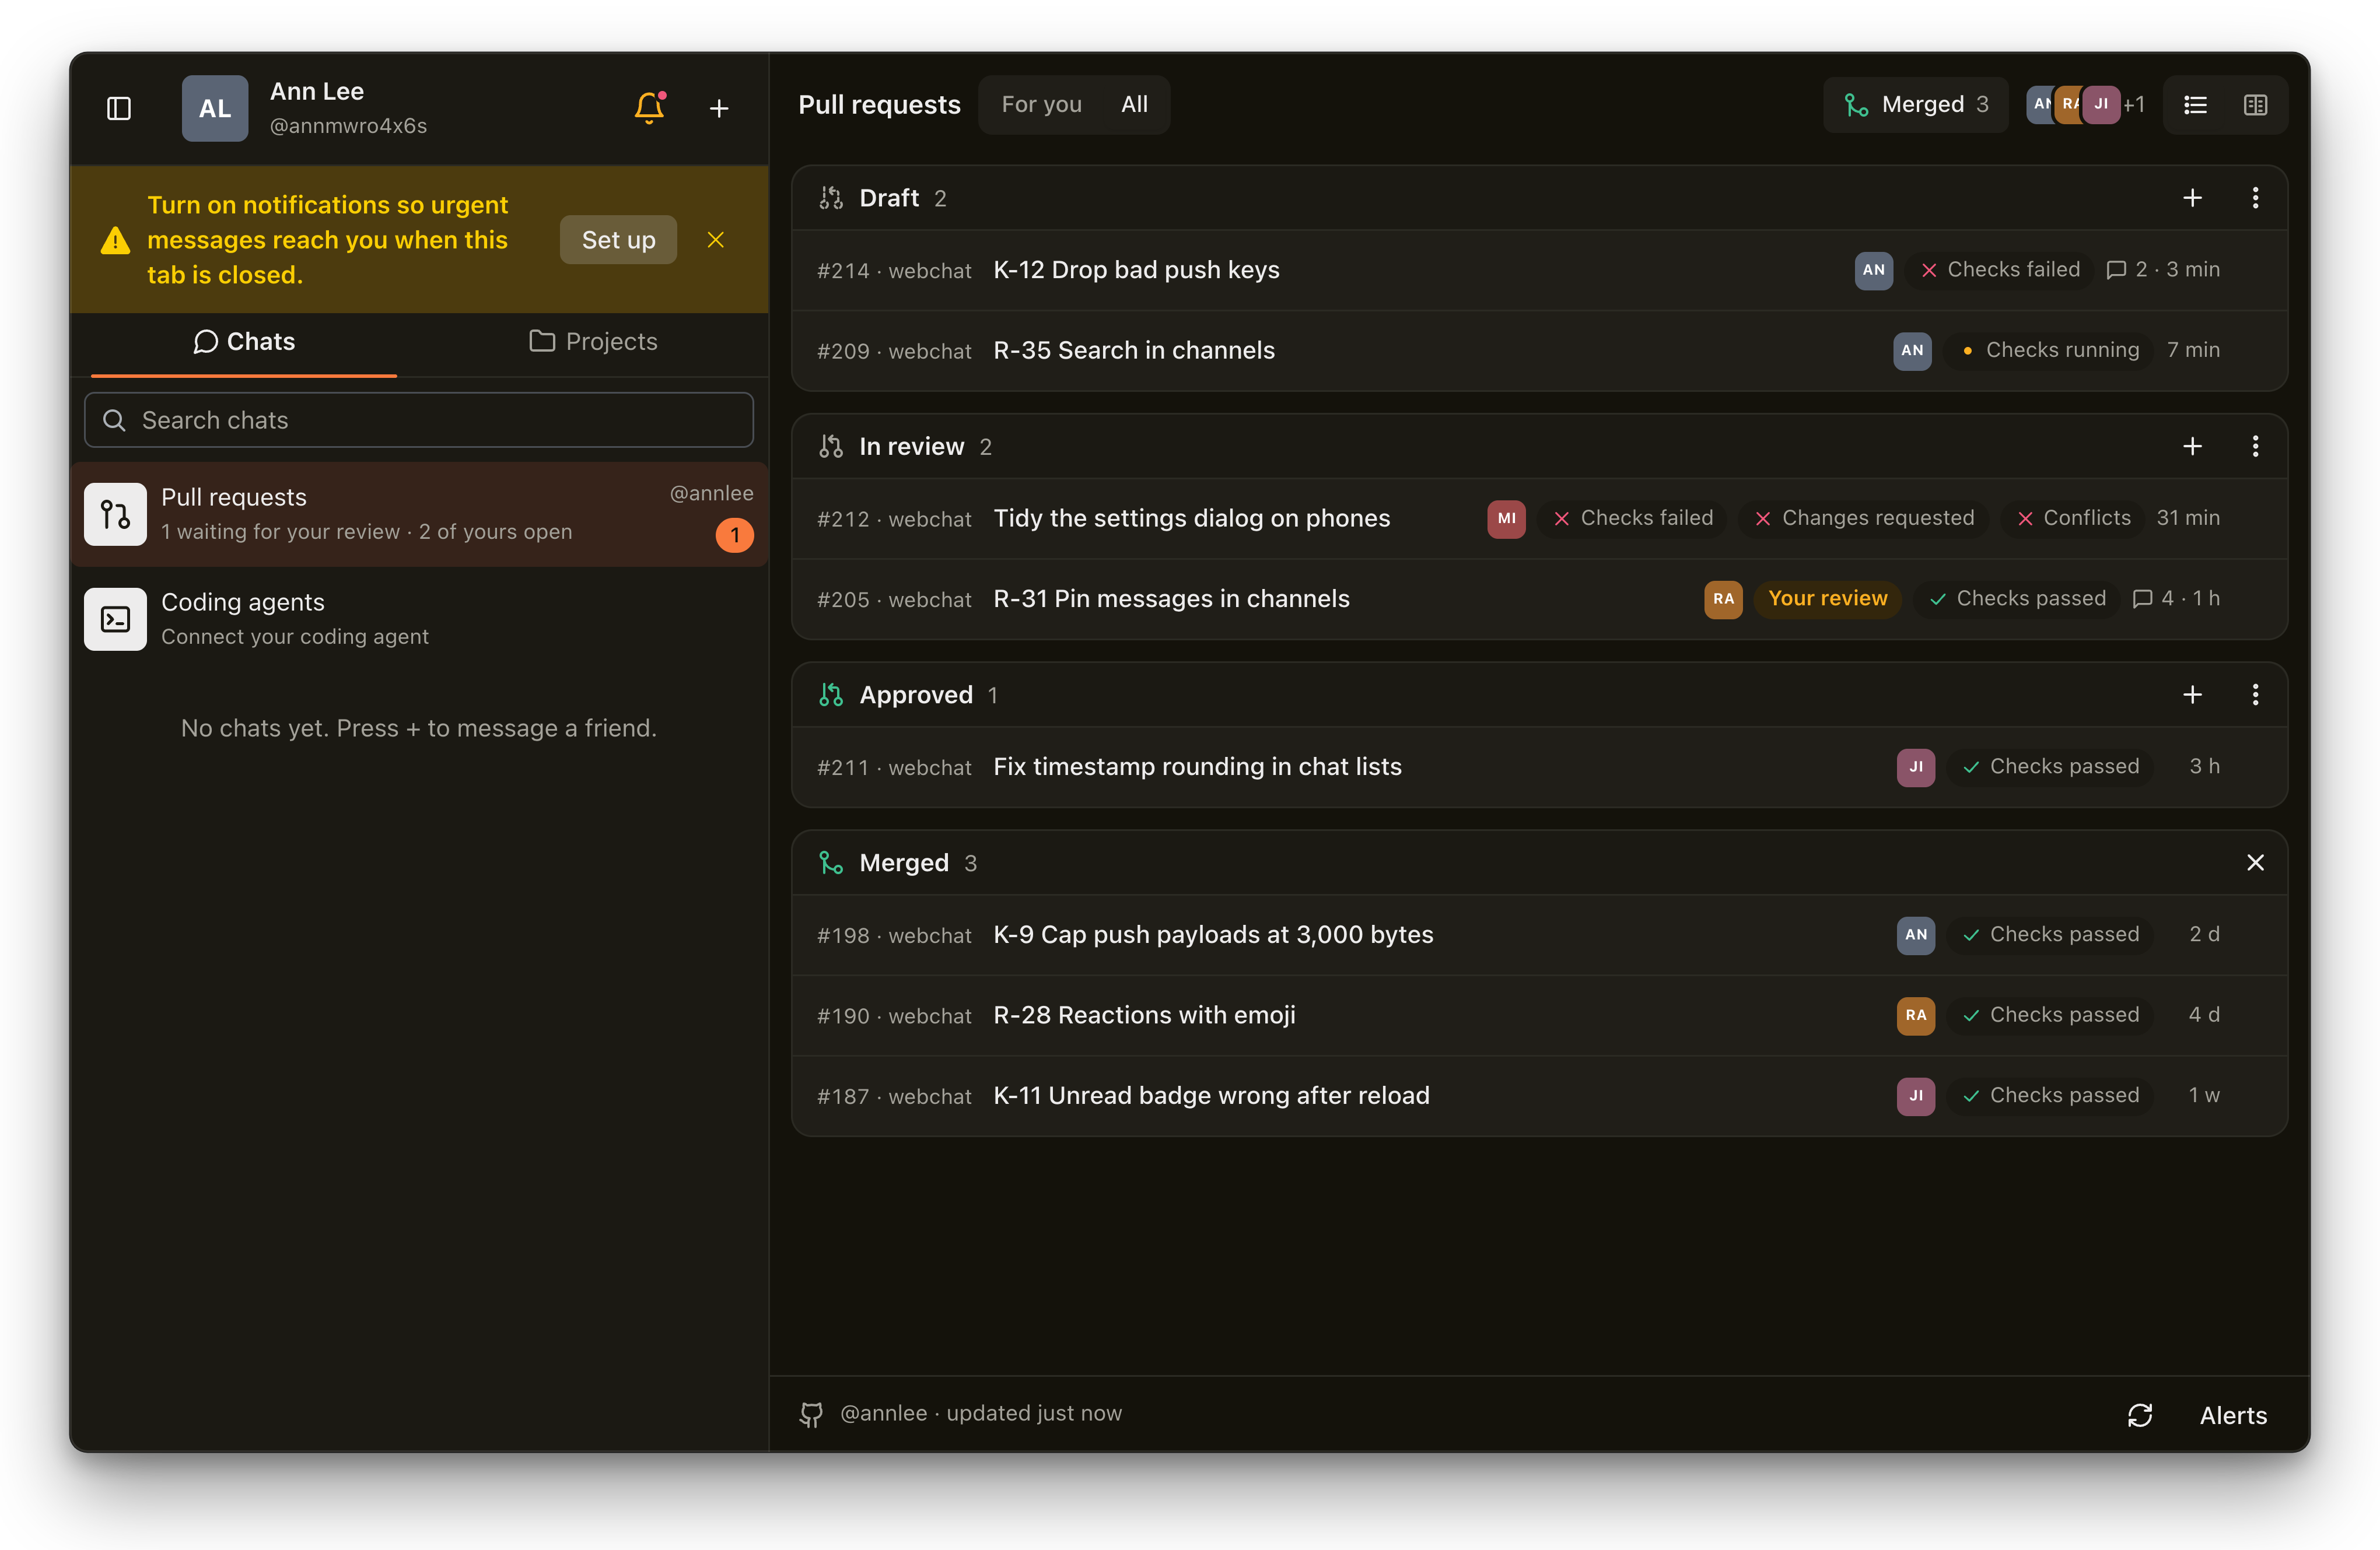 AL
Ann Lee
@annmwro4x6s
Turn on notifications so urgent
messages reach you when this
tab is closed.
Set up
Chats
Projects
Search chats
Pull requests
@annlee
1 waiting for your review · 2 of yours open
1
Coding agents
Connect your coding agent
No chats yet. Press + to message a friend.
Pull requests
For you
All
Merged 3
AN
RA
JI
+1
Draft 2
#214 · webchat K-12 Drop bad push keys AN Checks failed 2 · 3 min
#209 · webchat R-35 Search in channels AN Checks running 7 min
In review 2
#212 · webchat Tidy the settings dialog on phones MI Checks failed Changes requested Conflicts 31 min
#205 · webchat R-31 Pin messages in channels RA Your review Checks passed 4 · 1 h
Approved 1
#211 · webchat Fix timestamp rounding in chat lists JI Checks passed 3 h
Merged 3
#198 · webchat K-9 Cap push payloads at 3,000 bytes AN Checks passed 2 d
#190 · webchat R-28 Reactions with emoji RA Checks passed 4 d
#187 · webchat K-11 Unread badge wrong after reload JI Checks passed 1 w
@annlee · updated just now
Alerts